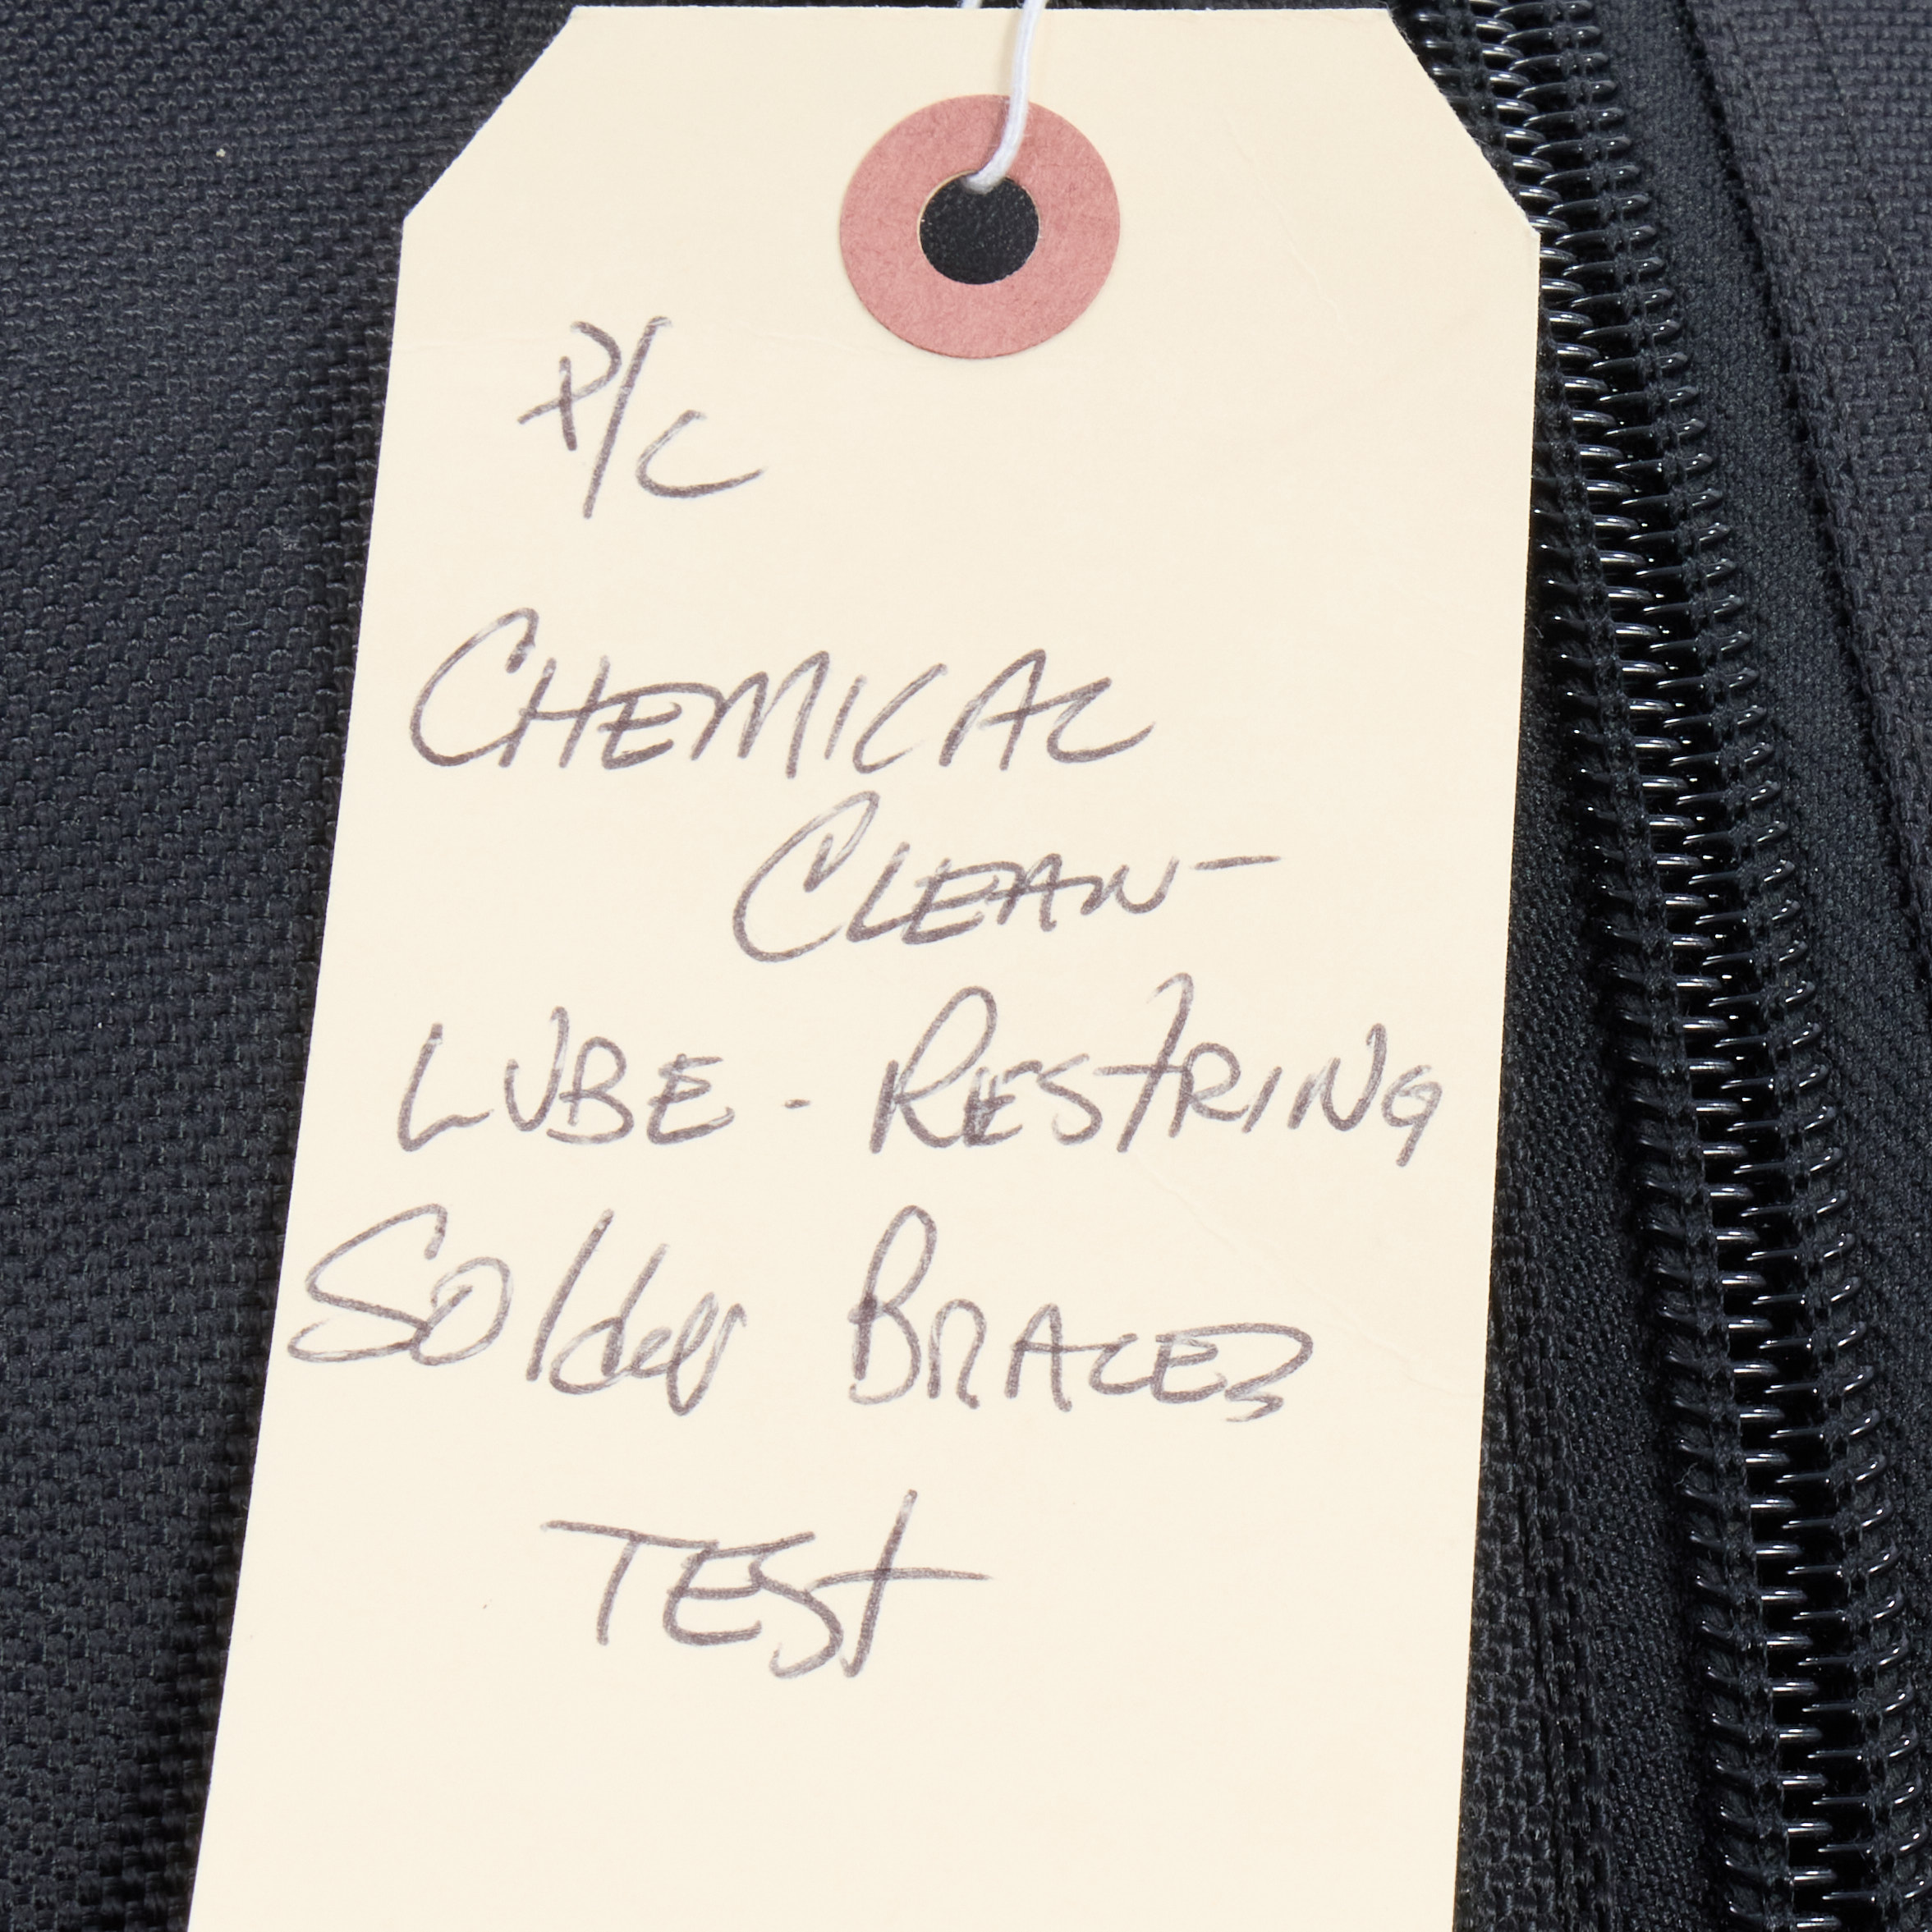 P/C
CHEMICAL
CLEAN-
LUBE - RESTRING
Solder BRACES
TEST